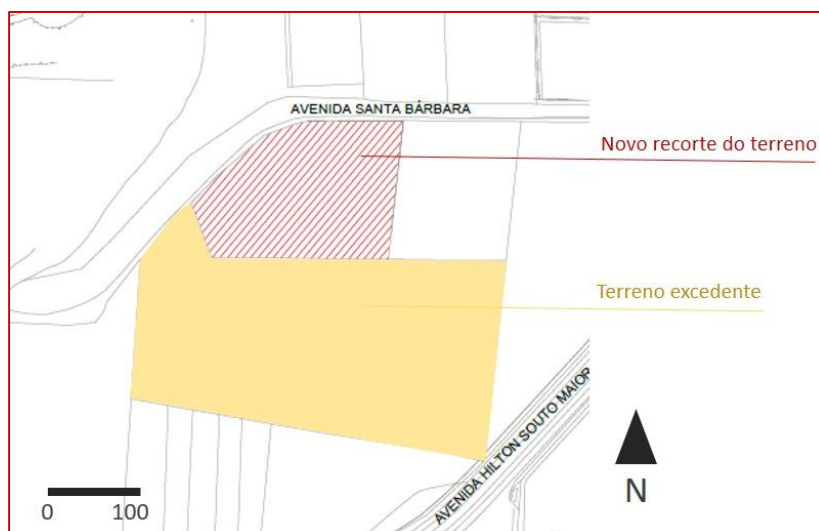 AVENIDA SANTA BÁRBARA
Novo recorte do terreno
Terreno excedente
AVENIDA HILTON SOUTO MAIOR
0 100
N